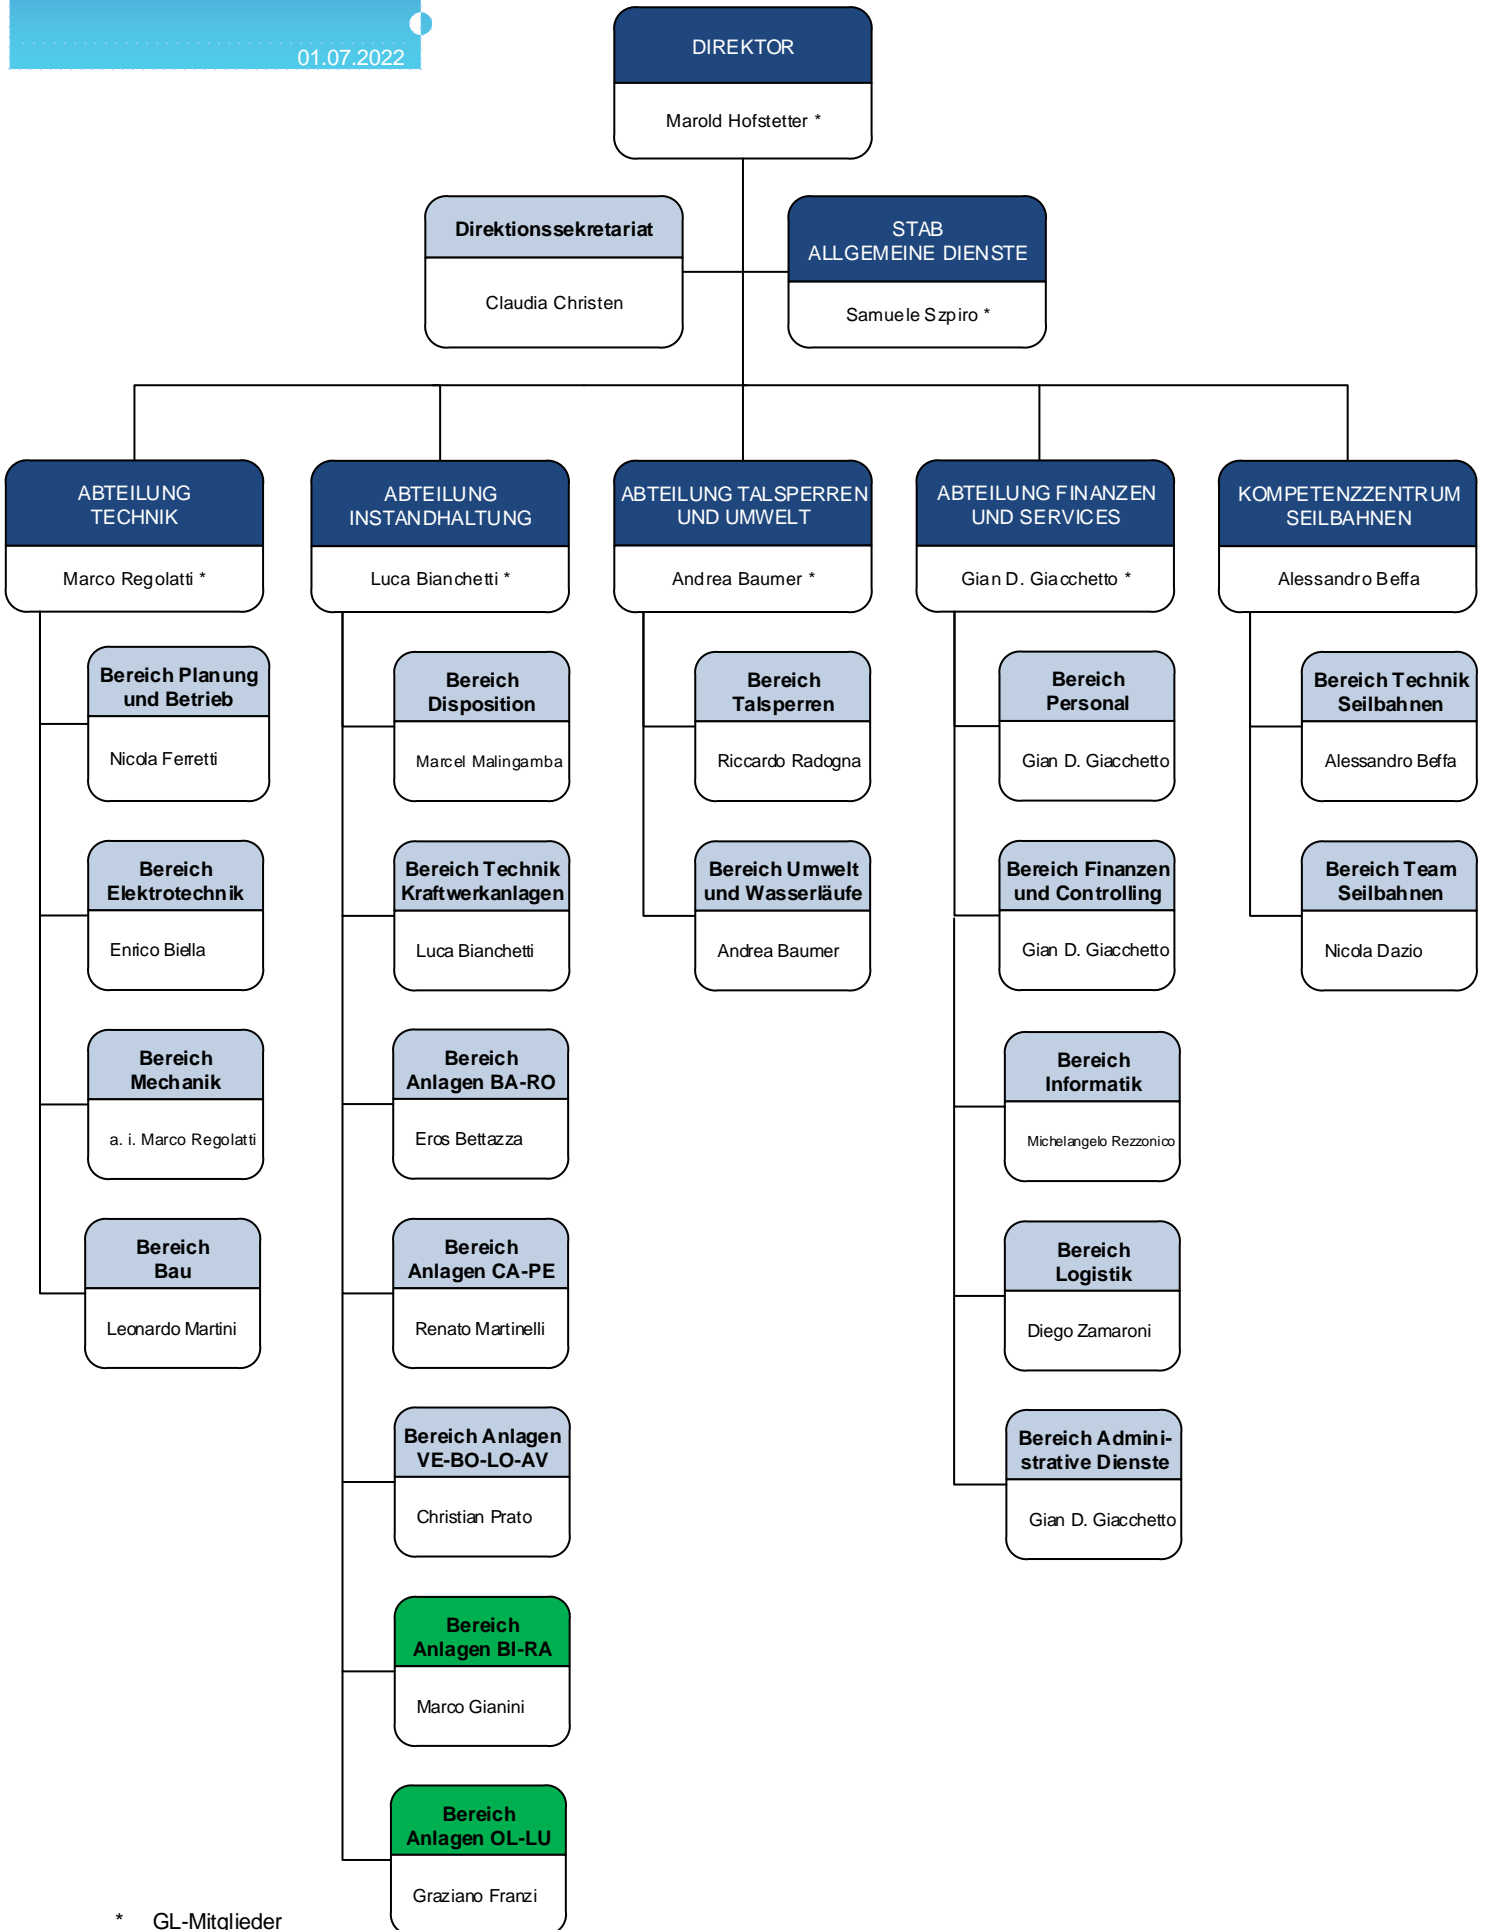 01.07.2022
DIREKTOR
Marold Hofstetter *
Direktionssekretariat
Claudia Christen
STAB
ALLGEMEINE DIENSTE
Samuele Szpiro *
ABTEILUNG
TECHNIK
Marco Regolatti *
Bereich Planung
und Betrieb
Nicola Ferretti
Bereich
Elektrotechnik
Enrico Biella
Bereich
Mechanik
a. i. Marco Regolatti
Bereich
Bau
Leonardo Martini
ABTEILUNG
INSTANDHALTUNG
Luca Bianchetti *
Bereich
Disposition
Marcel Malingamba
Bereich Technik
Kraftwerkanlagen
Luca Bianchetti
Bereich
Anlagen BA-RO
Eros Bettazza
Bereich
Anlagen CA-PE
Renato Martinelli
Bereich Anlagen
VE-BO-LO-AV
Christian Prato
Bereich
Anlagen BI-RA
Marco Gianini
Bereich
Anlagen OL-LU
Graziano Franzi
ABTEILUNG TALSPERREN
UND UMWELT
Andrea Baumer *
Bereich
Talsperren
Riccardo Radogna
Bereich Umwelt
und Wasserläufe
Andrea Baumer
ABTEILUNG FINANZEN
UND SERVICES
Gian D. Giacchetto *
Bereich
Personal
Gian D. Giacchetto
Bereich Finanzen
und Controlling
Gian D. Giacchetto
Bereich
Informatik
Michelangelo Rezzonico
Bereich
Logistik
Diego Zamaroni
Bereich Admini-
strative Dienste
Gian D. Giacchetto
KOMPETENZZENTRUM
SEILBAHNEN
Alessandro Beffa
Bereich Technik
Seilbahnen
Alessandro Beffa
Bereich Team
Seilbahnen
Nicola Dazio
* GL-Mitglieder